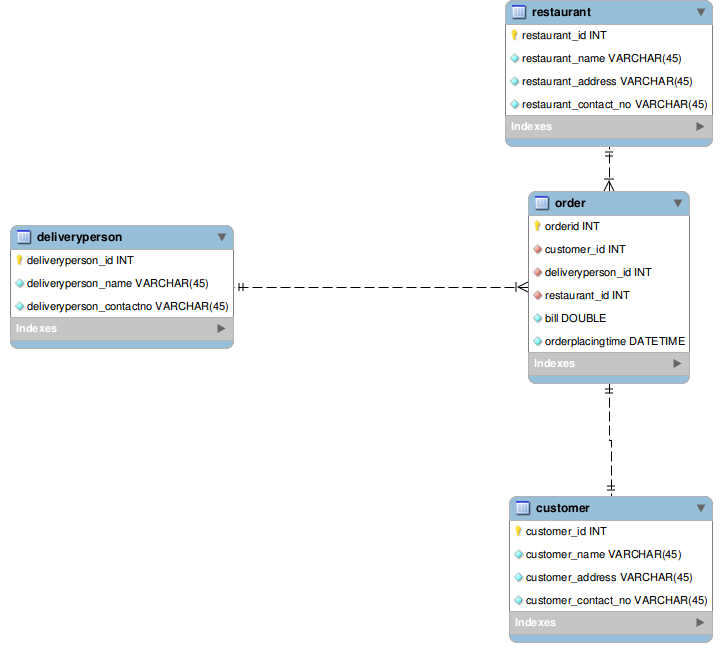 restaurant
restaurant_id INT
restaurant_name VARCHAR(45)
restaurant_address VARCHAR(45)
restaurant_contact_no VARCHAR(45)
Indexes
order
orderid INT
customer_id INT
deliveryperson_id INT
restaurant_id INT
bill DOUBLE
orderplacingtime DATETIME
Indexes
deliveryperson
deliveryperson_id INT
deliveryperson_name VARCHAR(45)
deliveryperson_contactno VARCHAR(45)
Indexes
customer
customer_id INT
customer_name VARCHAR(45)
customer_address VARCHAR(45)
customer_contact_no VARCHAR(45)
Indexes